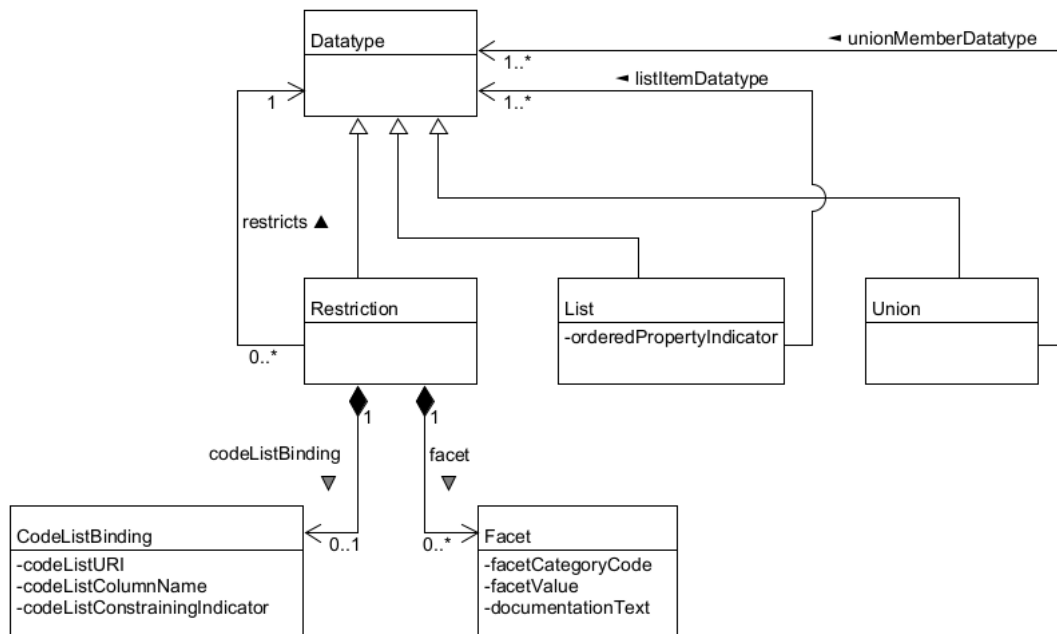 Datatype
◄ unionMemberDatatype
1..*
◄ listItemDatatype
1
1..*
restricts ▲
Restriction
List
Union
-orderedPropertyIndicator
0..*
1
1
codeListBinding
facet
▼
▼
CodeListBinding
0..1
0..*
Facet
-codeListURI
-codeListColumnName
-codeListConstrainingIndicator
-facetCategoryCode
-facetValue
-documentationText